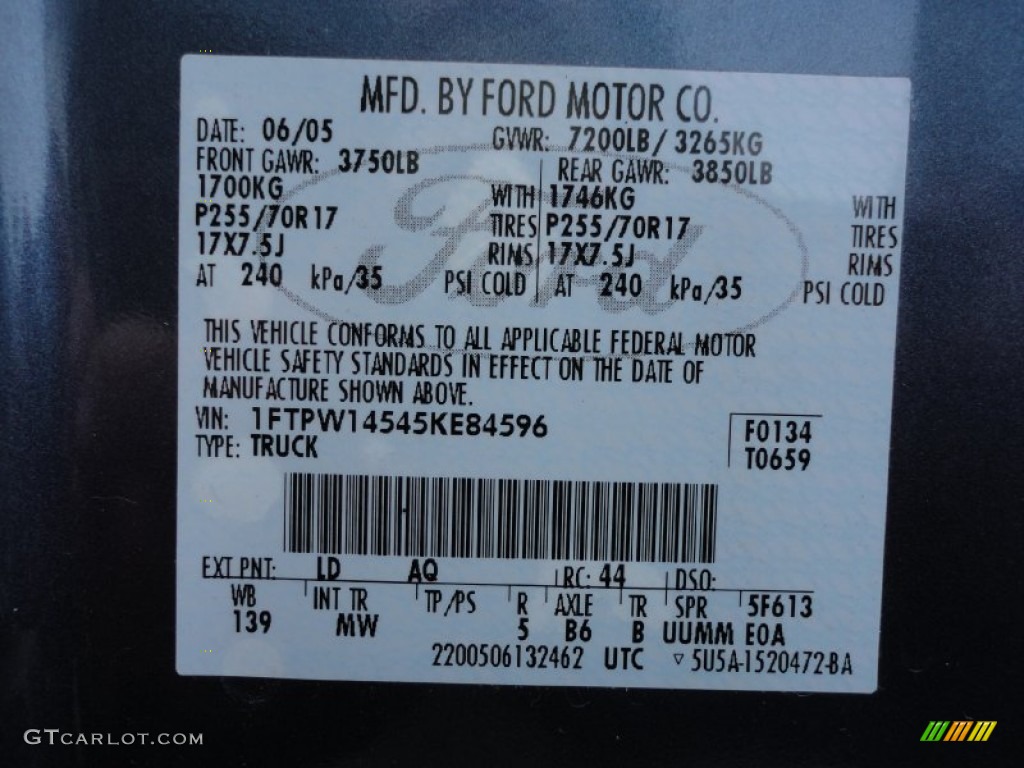 MFD. BY FORD MOTOR CO.
DATE: 06/05 GVWR: 7200LB/ 3265KG
FRONT GAWR: 3750LB REAR GAWR: 3850LB
1700KG WITH 1746KG WITH
P255/70R17 TIRES P255/70R17 TIRES
17X7.5J RIMS 17X7.5J RIMS
AT 240 kPa/35 PSI COLD AT 240 kPa/35 PSI COLD
Ford
THIS VEHICLE CONFORMS TO ALL APPLICABLE FEDERAL MOTOR
VEHICLE SAFETY STANDARDS IN EFFECT ON THE DATE OF
MANUFACTURE SHOWN ABOVE.
VIN: 1FTPW14545KE84596 F0134
TYPE: TRUCK T0659
EXT PNT: LD AQ RC: 44 DSO:
WB INT TR TP/PS R AXLE TR SPR 5F613
139 MW 5 B6 B UUMM EOA
2200506132462 UTC ▽ 5U5A-1520472-BA
GTCARLOT.COM